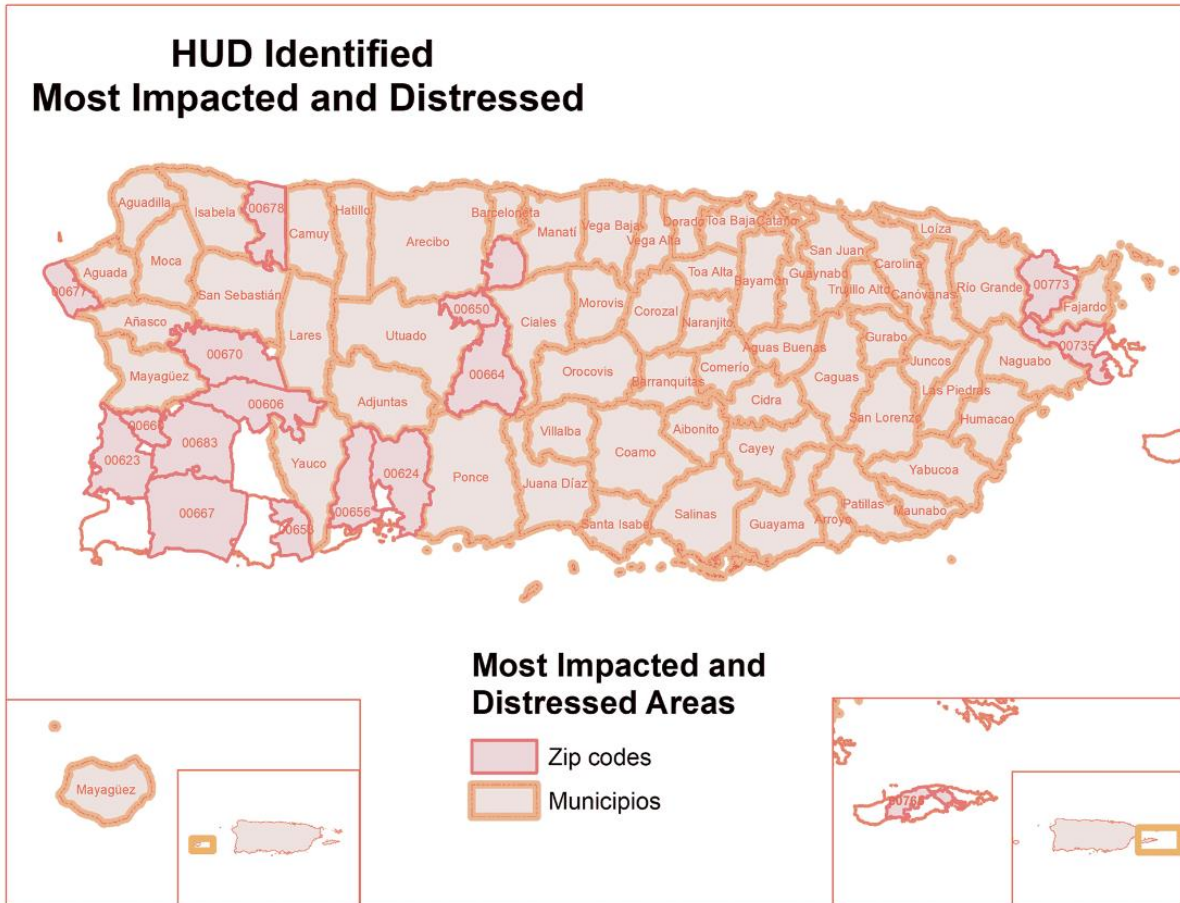 HUD Identified
Most Impacted and Distressed
Aguadilla
Isabela
00678
Camuy
Hatillo
Arecibo
Barceloneta
Manatí
Vega Baja
Vega Alta
Dorado
Toa Baja
Cataño
San Juan
Loíza
Moca
Aguada
00677
San Sebastián
Toa Alta
Bayamón
Guaynabo
Trujillo Alto
Carolina
Canóvanas
Río Grande
00773
Fajardo
Añasco
Lares
Utuado
00650
Ciales
Morovis
Corozal
Naranjito
00670
Aguas Buenas
Gurabo
Juncos
00735
Naguabo
Mayagüez
00664
Orocovis
Barranquitas
Comerío
Caguas
Las Piedras
00606
Adjuntas
Cidra
San Lorenzo
Humacao
00683
Villalba
Aibonito
00623
Yauco
Coamo
Cayey
Yabucoa
00624
Ponce
Juana Díaz
00667
00656
Santa Isabel
Salinas
Guayama
Arroyo
Patillas
Maunabo
Most Impacted and
Distressed Areas
Zip codes
Municipios
Mayagüez